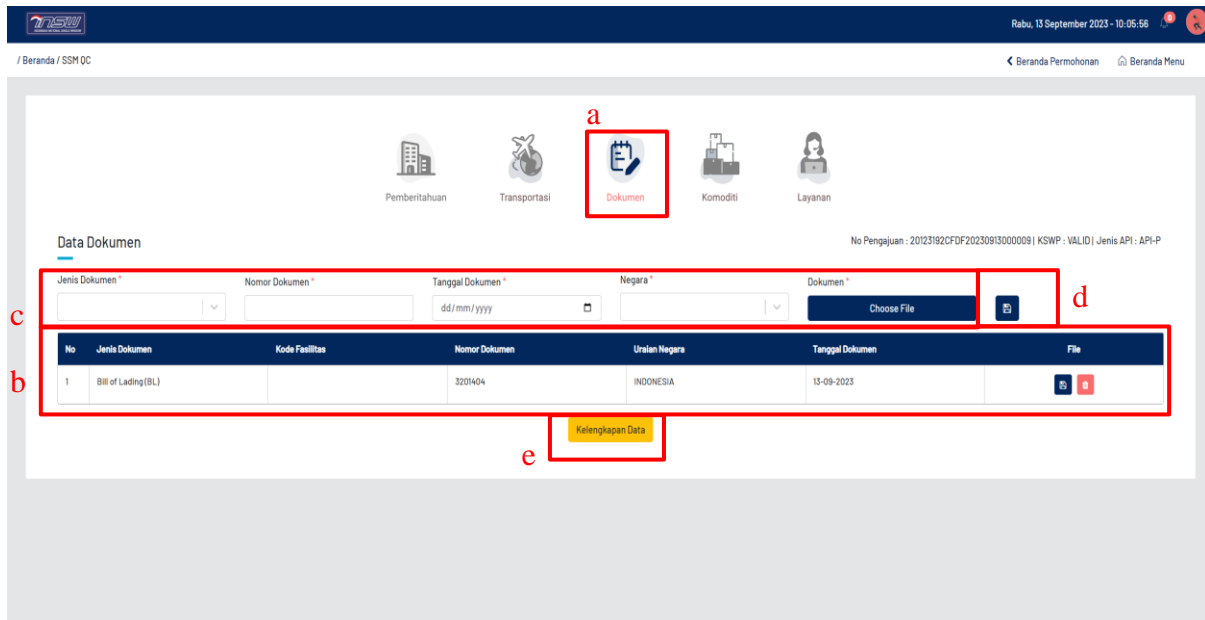 INSW
Rabu, 13 September 2023 - 10:05:56
0
/ Beranda / SSM QC
Beranda Permohonan
Beranda Menu
a
Pemberitahuan
Transportasi
Dokumen
Komoditi
Layanan
Data Dokumen
No Pengajuan : 20123192CFDF20230913000009 | KSWP : VALID | Jenis API : API-P
Jenis Dokumen * Nomor Dokumen * Tanggal Dokumen * Negara * Dokumen *
c
dd/mm/yyyy
Choose File
d
No Jenis Dokumen Kode Fasilitas Nomor Dokumen Uraian Negara Tanggal Dokumen File
b
1 Bill of Lading (BL) 3201404 INDONESIA 13-09-2023
Kelengkapan Data
e